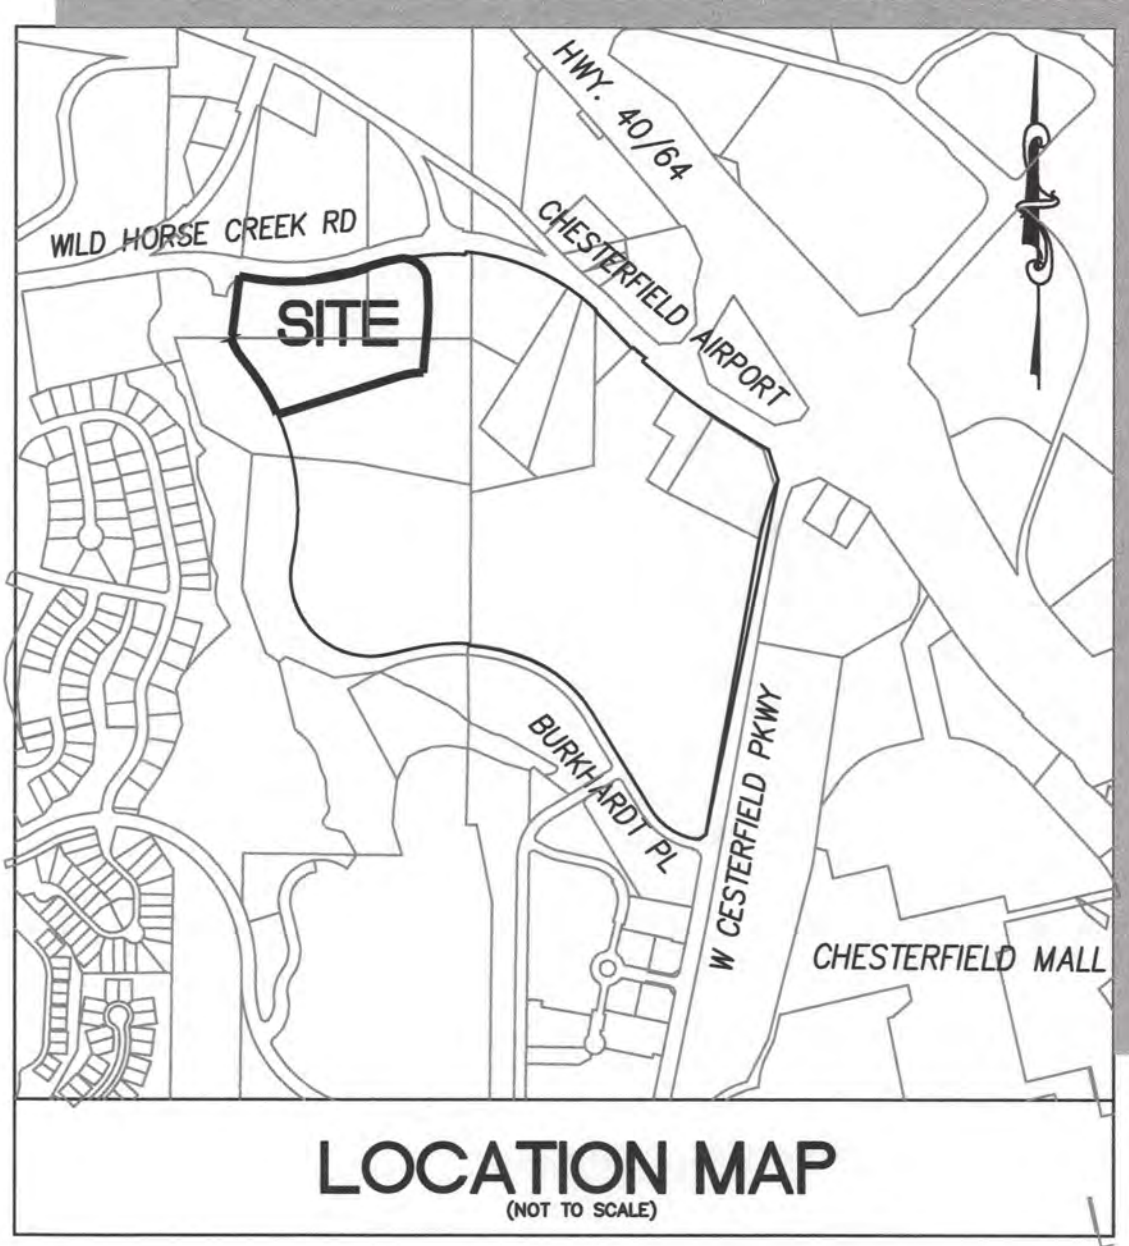 HWY. 40/64
WILD HORSE CREEK RD
CHESTERFIELD AIRPORT
SITE
BURKHARDT PL
W CESTERFIELD PKWY
CHESTERFIELD MALL
LOCATION MAP
(NOT TO SCALE)